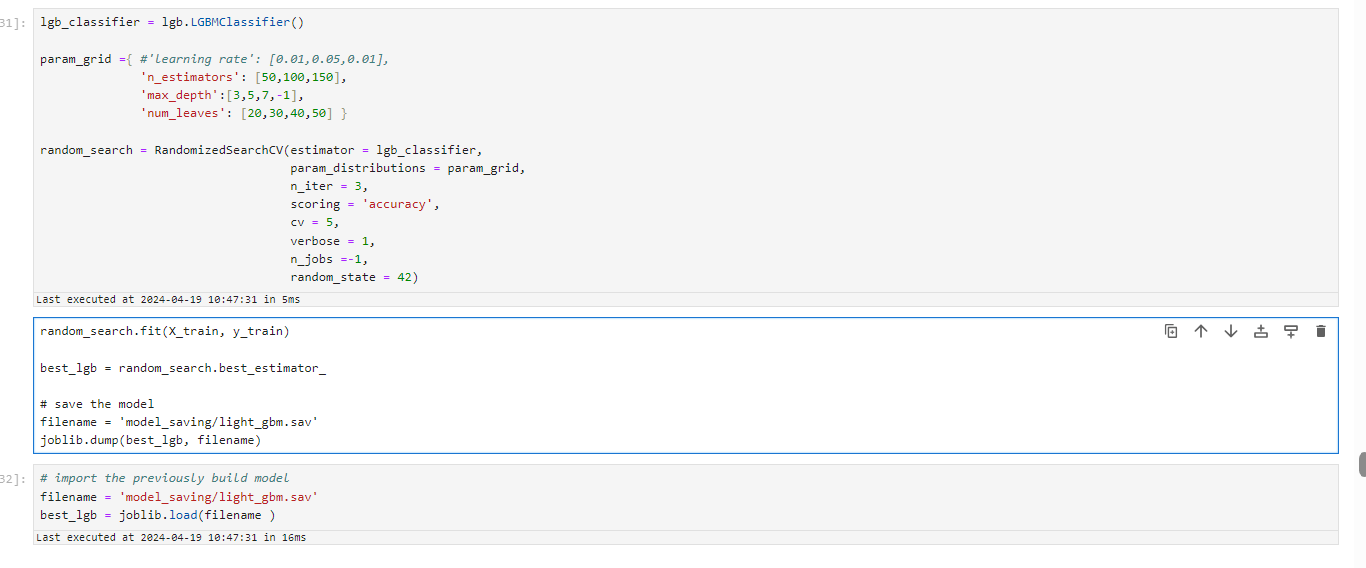 31]:
lgb_classifier = lgb.LGBMClassifier()
param_grid ={ #'learning rate': [0.01,0.05,0.01],
'n_estimators': [50,100,150],
'max_depth':[3,5,7,-1],
'num_leaves': [20,30,40,50] }
random_search = RandomizedSearchCV(estimator = lgb_classifier,
param_distributions = param_grid,
n_iter = 3,
scoring = 'accuracy',
cv = 5,
verbose = 1,
n_jobs =-1,
random_state = 42)
Last executed at 2024-04-19 10:47:31 in 5ms
random_search.fit(X_train, y_train)
best_lgb = random_search.best_estimator_
# save the model
filename = 'model_saving/light_gbm.sav'
joblib.dump(best_lgb, filename)
32]:
# import the previously build model
filename = 'model_saving/light_gbm.sav'
best_lgb = joblib.load(filename )
Last executed at 2024-04-19 10:47:31 in 16ms